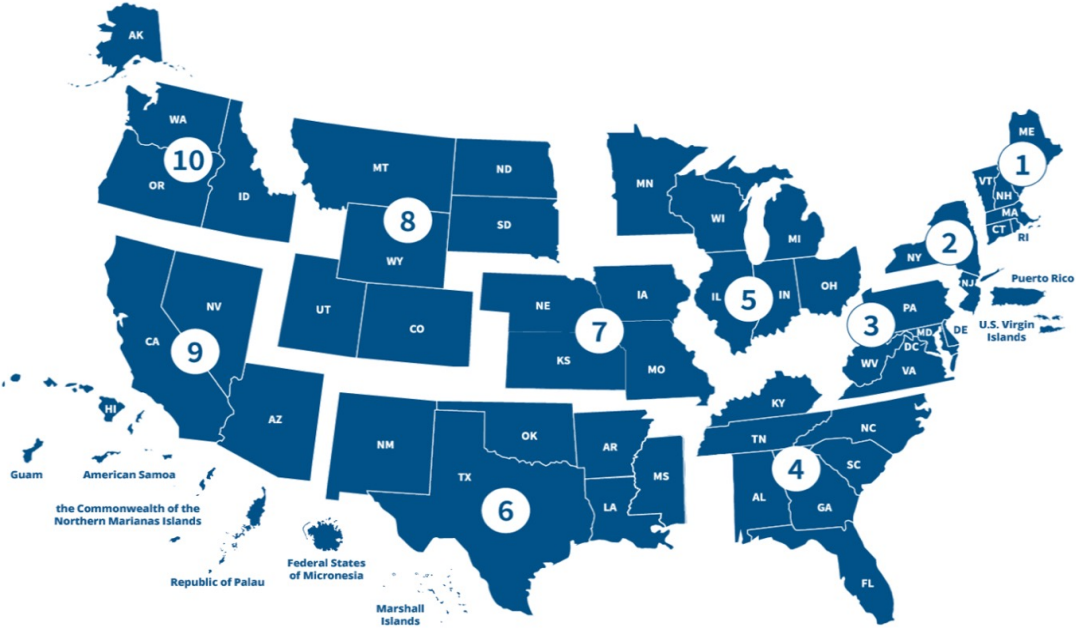 AK
WA
10
OR
ID
MT
ND
8
SD
WY
UT
CO
NV
CA
9
AZ
HI
Guam
American Samoa
the Commonwealth of the
Northern Marianas Islands
Republic of Palau
Federal States
of Micronesia
Marshall
Islands
NE
IA
7
KS
MO
NM
OK
AR
TX
MS
LA
6
MN
WI
MI
IL
5
IN
OH
KY
TN
NC
4
SC
AL
GA
FL
PA
3
MD
DE
DC
WV
VA
NY
2
NJ
Puerto Rico
U.S. Virgin
Islands
ME
1
VT
NH
MA
CT
RI